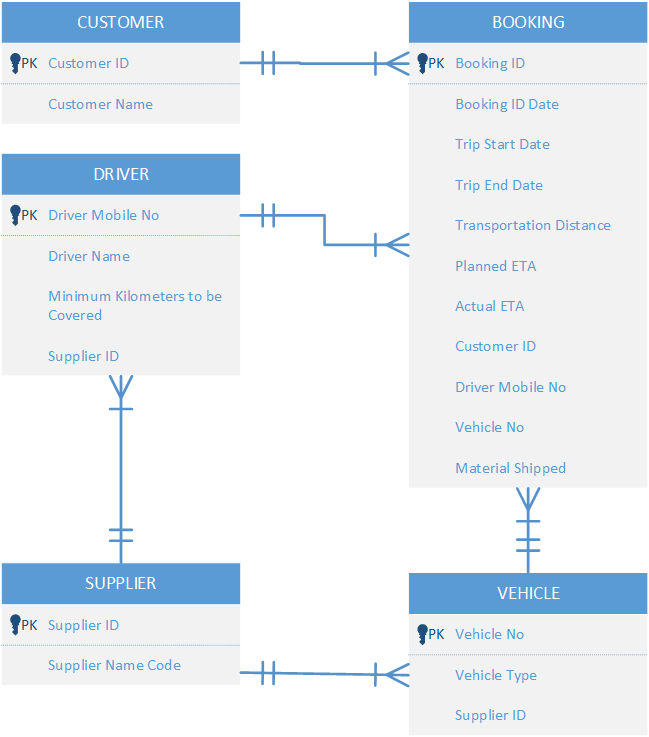 CUSTOMER
PK Customer ID
Customer Name
BOOKING
PK Booking ID
Booking ID Date
Trip Start Date
Trip End Date
Transportation Distance
Planned ETA
Actual ETA
Customer ID
Driver Mobile No
Vehicle No
Material Shipped
DRIVER
PK Driver Mobile No
Driver Name
Minimum Kilometers to be
Covered
Supplier ID
SUPPLIER
PK Supplier ID
Supplier Name Code
VEHICLE
PK Vehicle No
Vehicle Type
Supplier ID